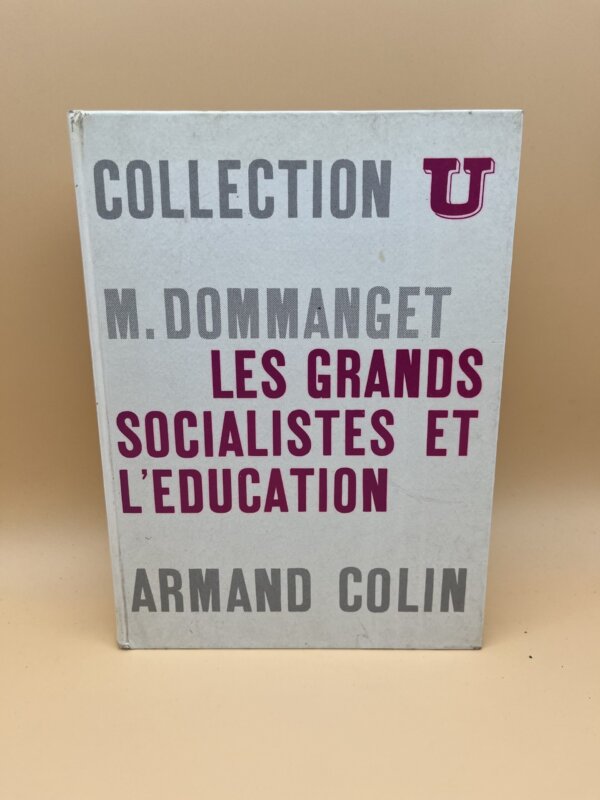 COLLECTION U
M. DOMMANGET
LES GRANDS
SOCIALISTES ET
L'EDUCATION
ARMAND COLIN